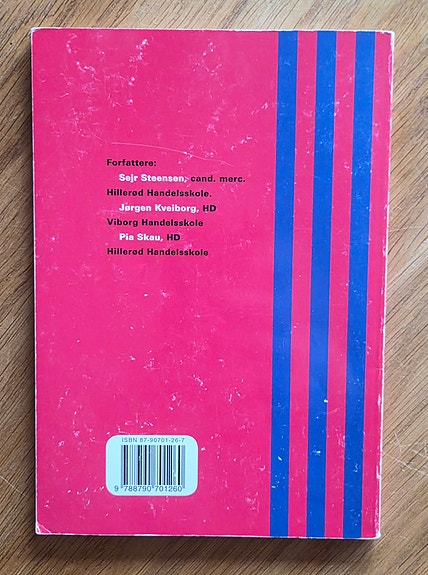 Forfattere:
Sejr Steensen, cand. merc.
Hillerød Handelsskole.
Jørgen Kveiborg, HD
Viborg Handelsskole
Pia Skau, HD
Hillerød Handelsskole
ISBN 87-90701-26-7
9 788790 701260